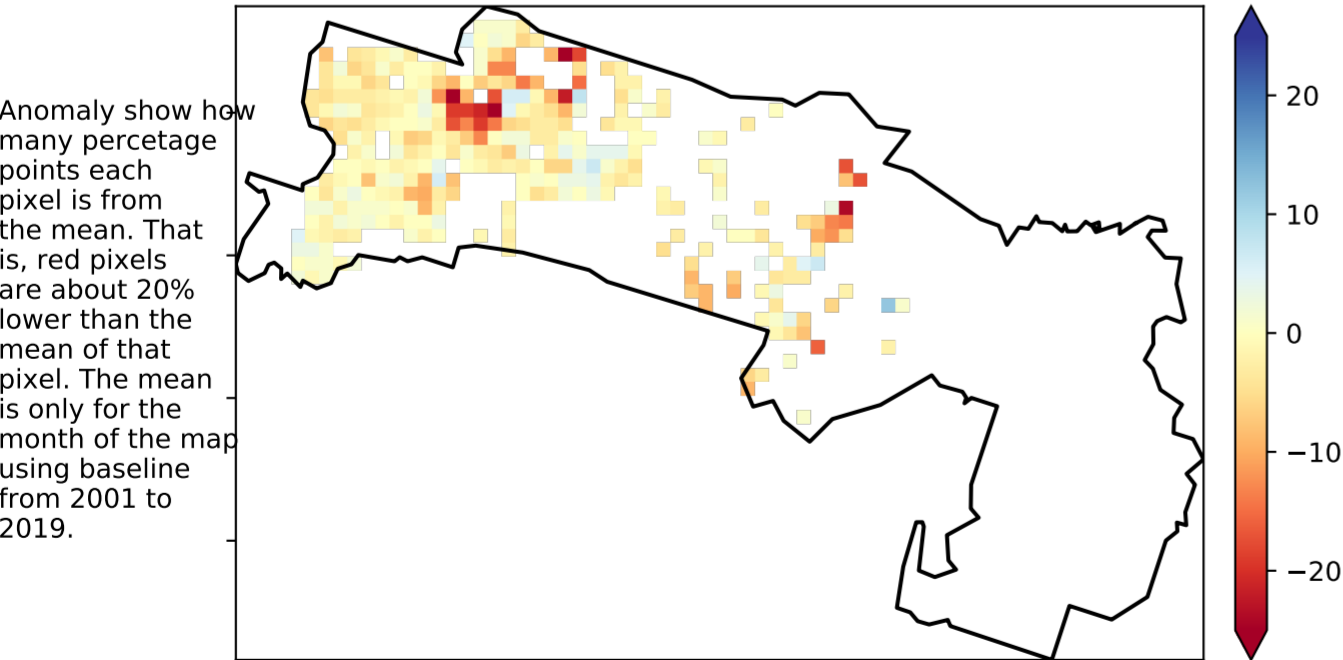 Anomaly show how
many percetage
points each
pixel is from
the mean. That
is, red pixels
are about 20%
lower than the
mean of that
pixel. The mean
is only for the
month of the map
using baseline
from 2001 to
2019.
20
10
0
−10
−20